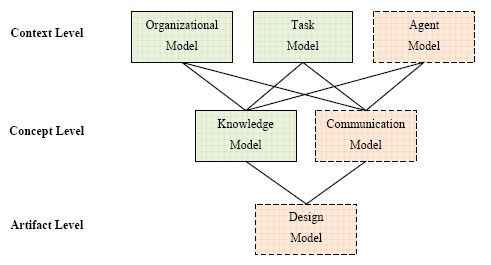 Context Level
Organizational
Model
Task
Model
Agent
Model
Concept Level
Knowledge
Model
Communication
Model
Artifact Level
Design
Model